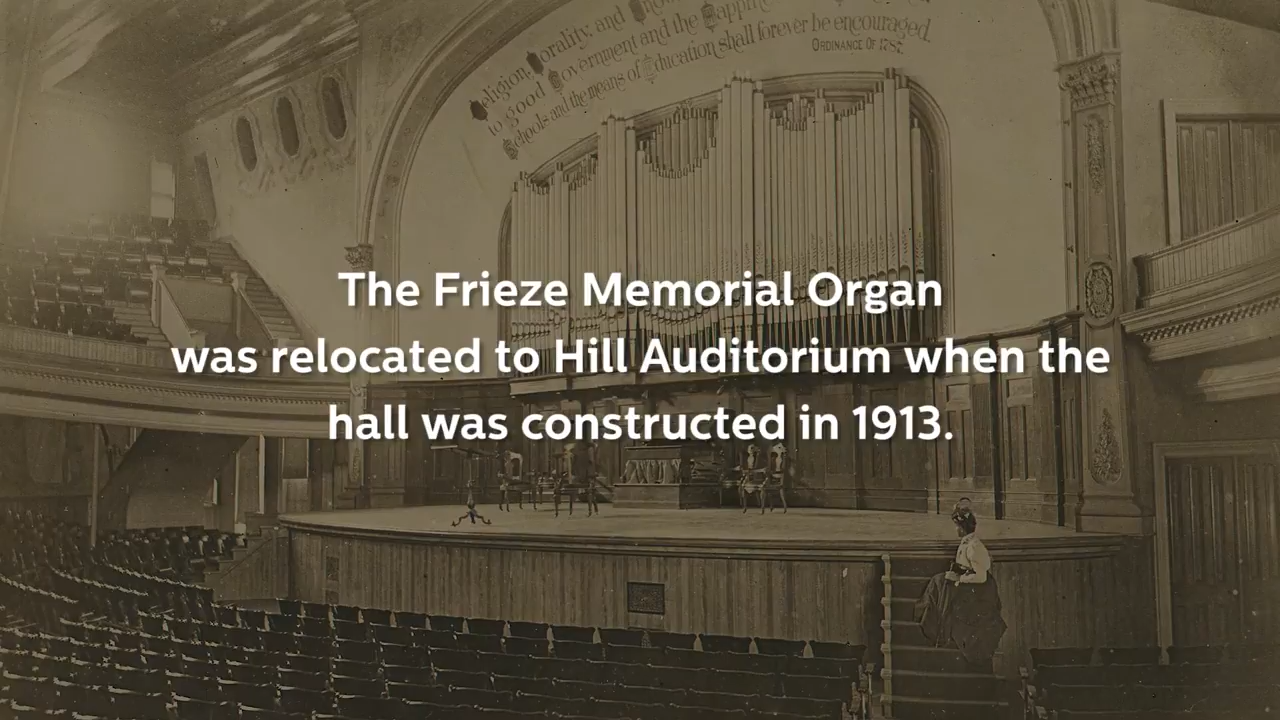 Religion, Morality, and
to good Government and the Happiness
Schools and the means of Education shall forever be encouraged.
ORDINANCE OF 1787.
The Frieze Memorial Organ
was relocated to Hill Auditorium when the
hall was constructed in 1913.